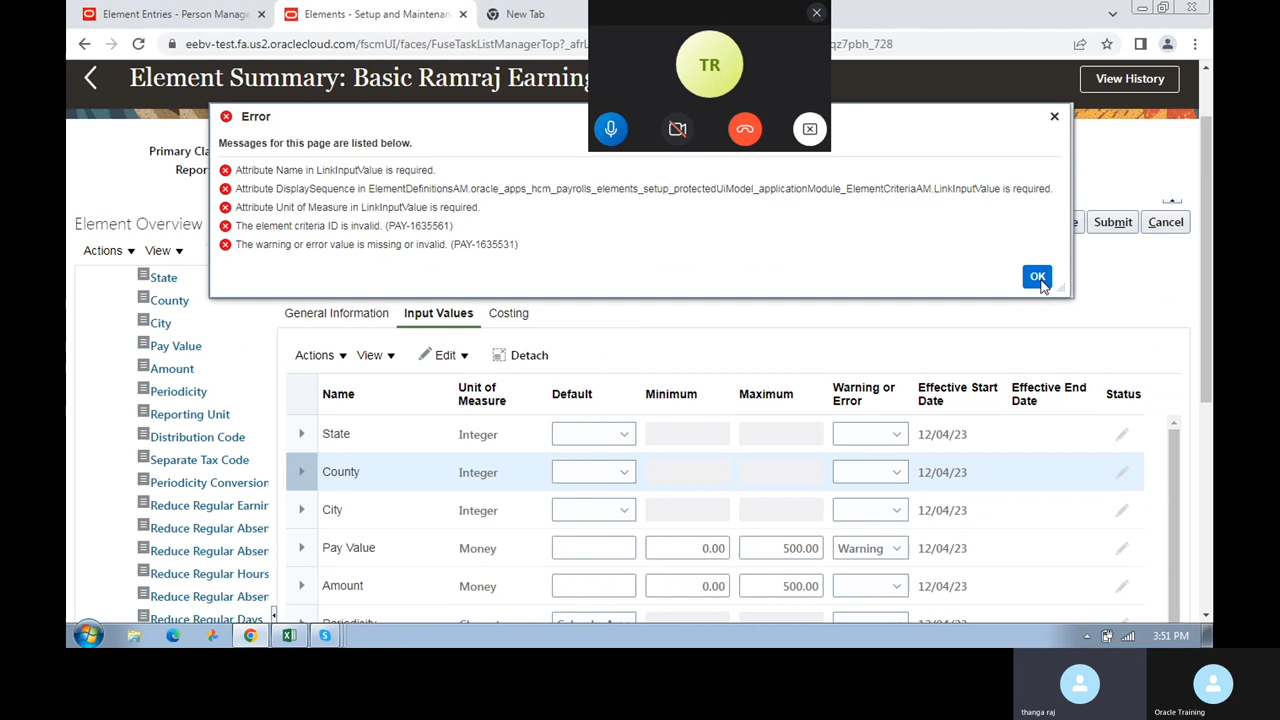 Element Entries - Person Manage
Elements - Setup and Maintenan
New Tab
eebv-test.fa.us2.oraclecloud.com/fscmUI/faces/FuseTaskListManagerTop?_afrL
qz7pbh_728
TR
Element Summary: Basic Ramraj Earning
View History
Error
Messages for this page are listed below.
Attribute Name in LinkInputValue is required.
Attribute DisplaySequence in ElementDefinitionsAM.oracle_apps_hcm_payrolls_elements_setup_protectedUiModel_applicationModule_ElementCriteriaAM.LinkInputValue is required.
Attribute Unit of Measure in LinkInputValue is required.
The element criteria ID is invalid. (PAY-1635561)
The warning or error value is missing or invalid. (PAY-1635531)
OK
Primary Cla
Repor
Element Overview
Actions View
e Submit Cancel
State
County
City
Pay Value
Amount
Periodicity
Reporting Unit
Distribution Code
Separate Tax Code
Periodicity Conversion
Reduce Regular Earnin
Reduce Regular Absen
Reduce Regular Absen
Reduce Regular Hours
Reduce Regular Absen
Reduce Regular Days
General Information Input Values Costing
Actions View Edit Detach
Name Unit of Measure Default Minimum Maximum Warning or Error Effective Start Date Effective End Date Status
State Integer 12/04/23
County Integer 12/04/23
City Integer 12/04/23
Pay Value Money 0.00 500.00 Warning 12/04/23
Amount Money 0.00 500.00 12/04/23
3:51 PM
thanga raj
Oracle Training